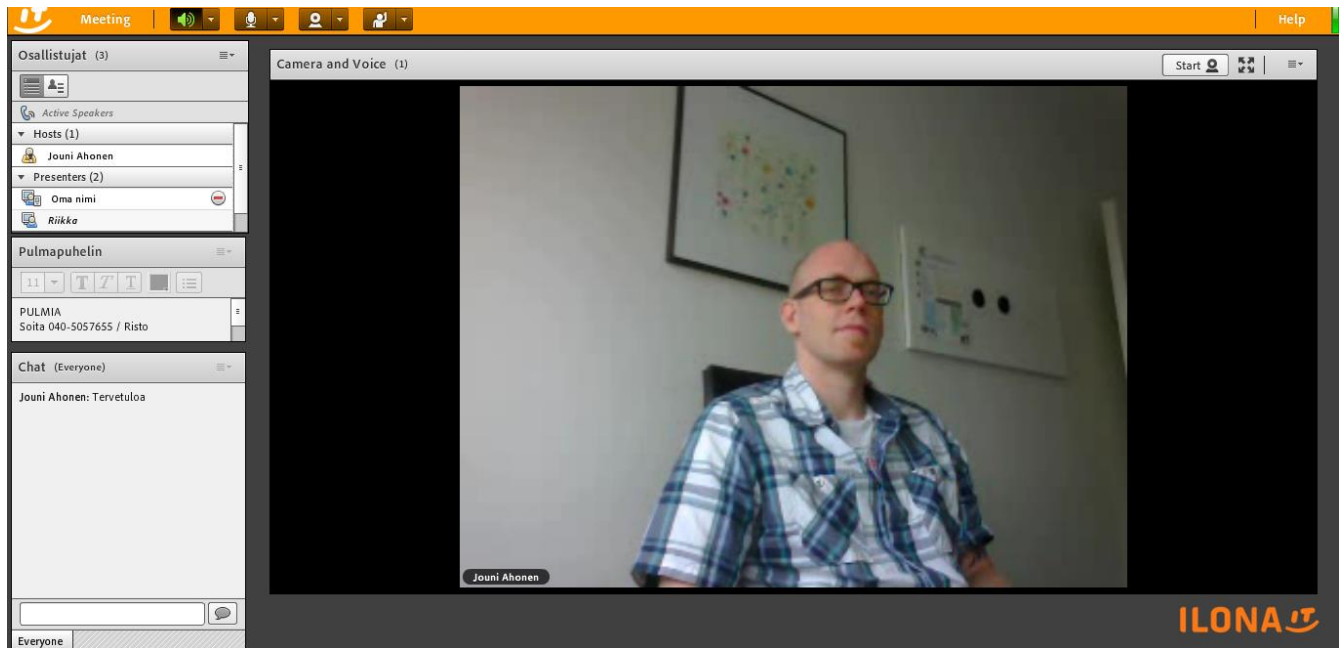 Meeting
Help
Osallistujat (3)
Active Speakers
Hosts (1)
Jouni Ahonen
Presenters (2)
Oma nimi
Riikka
Pulmapuhelin
11
T T T
PULMIA
Soita 040-5057655 / Risto
Chat (Everyone)
Jouni Ahonen: Tervetuloa
Everyone
Camera and Voice (1)
Start
Jouni Ahonen
ILONA IT